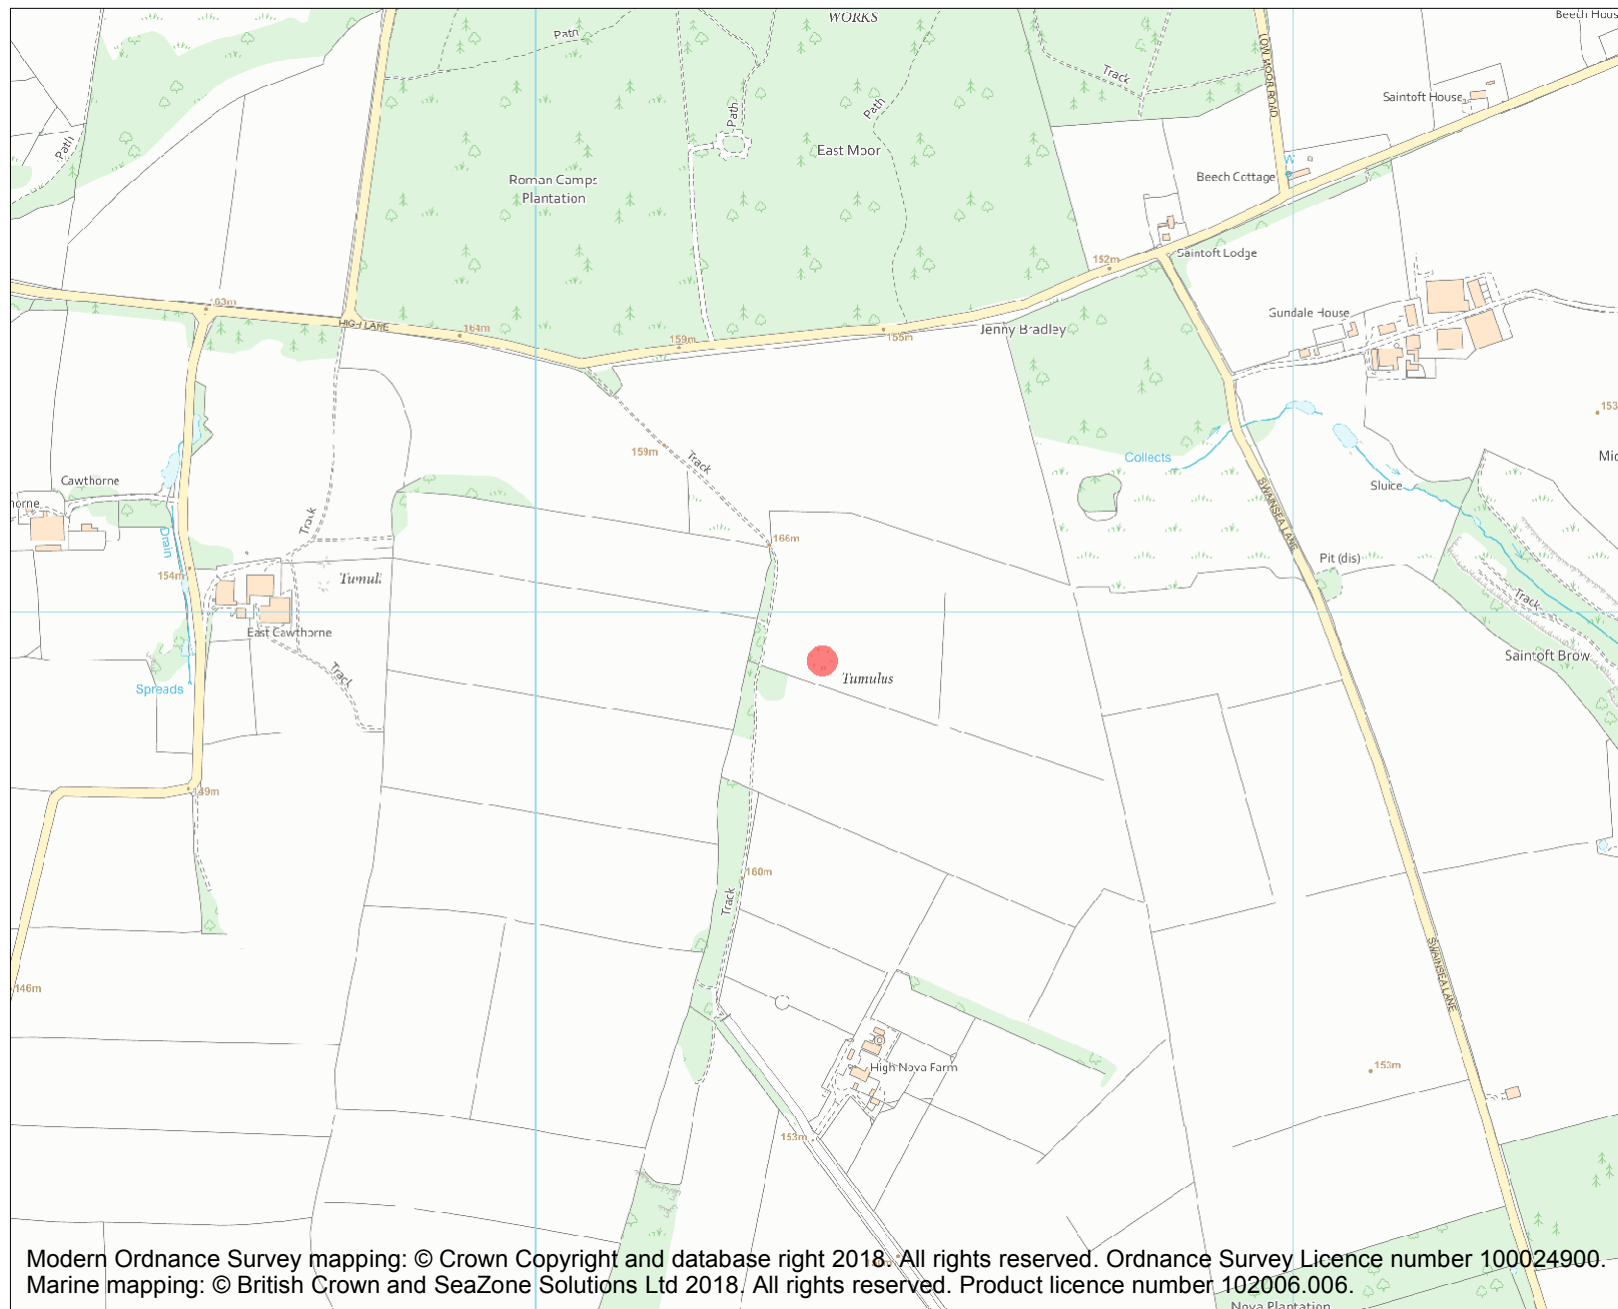 WORKS
Beech Hous
Path
LOW MOOR ROAD
Track
Saintoft House
Path
Path
Path
East Moor
W
Beech Cottage
Roman Camps
Plantation
Saintoft Lodge
152m
163m
HIGH LANE
164m
159m
155m
Jenny Bradley
Gundale House
153
159m
Track
Collects
Mid
Cawthorne
Sluice
horne
Track
SWAINSEA LANE
Drain
166m
Pit (dis)
154m
Tumuli
Track
East Cawthorne
Saintoft Brow
Track
Tumulus
Spreads
149m
160m
Track
SWAINSEA LANE
146m
High Nova Farm
153m
153m
Modern Ordnance Survey mapping: © Crown Copyright and database right 2018. All rights reserved. Ordnance Survey Licence number 100024900.
Marine mapping: © British Crown and SeaZone Solutions Ltd 2018. All rights reserved. Product licence number 102006.006.
Nova Plantation